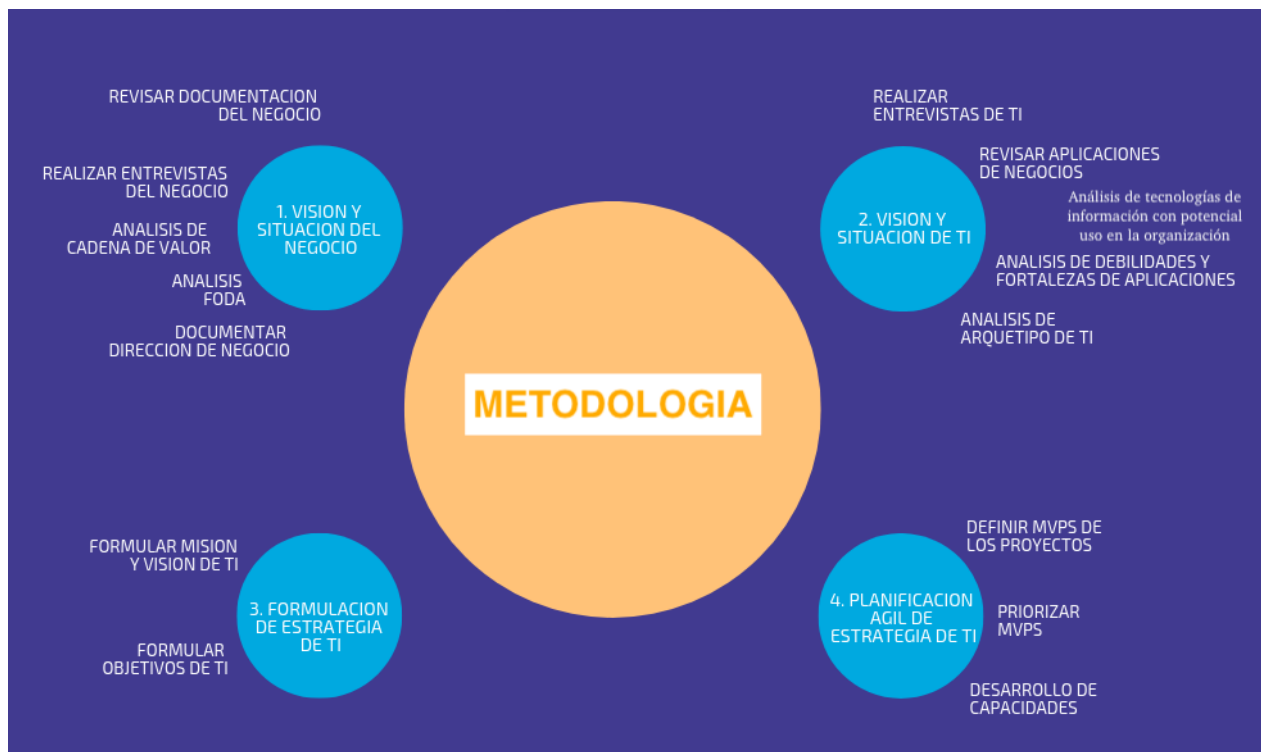 REVISAR DOCUMENTACION
DEL NEGOCIO
REALIZAR ENTREVISTAS
DEL NEGOCIO
ANALISIS DE
CADENA DE VALOR
ANALISIS
FODA
DOCUMENTAR
DIRECCION DE NEGOCIO
1. VISION Y
SITUACION DEL
NEGOCIO
REALIZAR
ENTREVISTAS DE TI
REVISAR APLICACIONES
DE NEGOCIOS
Análisis de tecnologías de
información con potencial
uso en la organización
ANALISIS DE DEBILIDADES Y
FORTALEZAS DE APLICACIONES
ANALISIS DE
ARQUETIPO DE TI
2. VISION Y
SITUACION DE TI
METODOLOGIA
FORMULAR MISION
Y VISION DE TI
FORMULAR
OBJETIVOS DE TI
3. FORMULACION
DE ESTRATEGIA
DE TI
DEFINIR MVPS DE
LOS PROYECTOS
PRIORIZAR
MVPS
DESARROLLO DE
CAPACIDADES
4. PLANIFICACION
AGIL DE
ESTRATEGIA DE TI